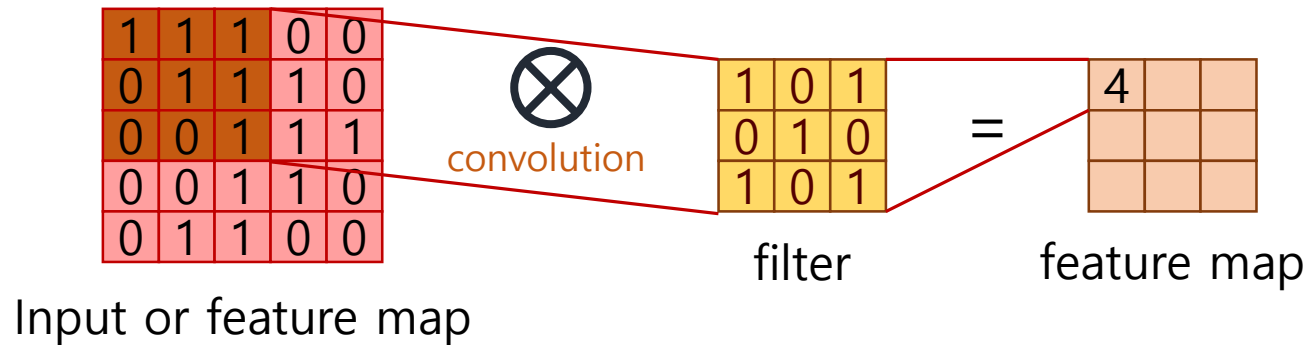 1 1 1 0 0
0 1 1 1 0
0 0 1 1 1
0 0 1 1 0
0 1 1 0 0
Input or feature map
convolution
1 0 1
0 1 0
1 0 1
filter
=
4
feature map